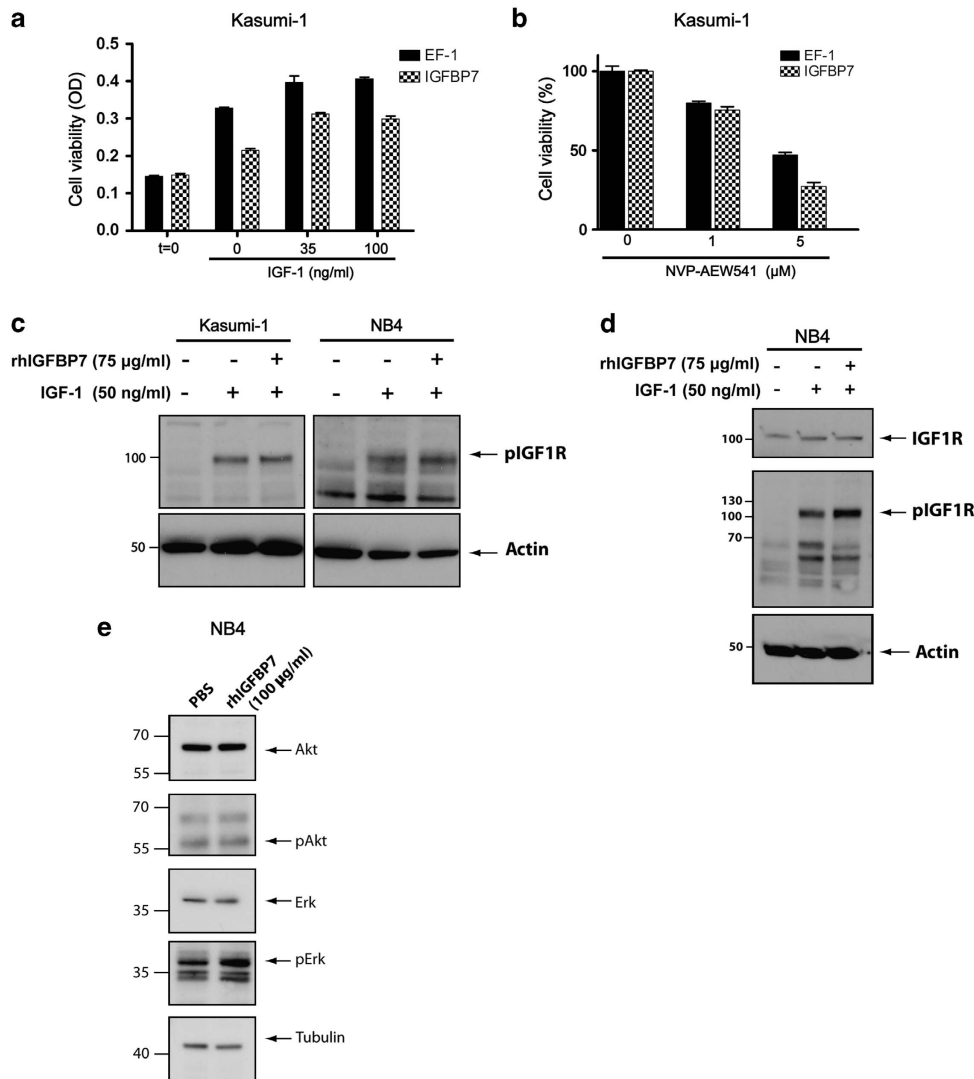 a
Kasumi-1
EF-1
IGFBP7
Cell viability (OD)
0.5
0.4
0.3
0.2
0.1
0.0
t=0
0
35
100
IGF-1 (ng/ml)
b
Kasumi-1
EF-1
IGFBP7
Cell viability (%)
100
50
0
0
1
5
NVP-AEW541 (µM)
c
Kasumi-1
NB4
rhIGFBP7 (75 µg/ml)
- - + - - +
IGF-1 (50 ng/ml)
- + + - + +
100
pIGF1R
50
Actin
d
NB4
rhIGFBP7 (75 µg/ml)
- - +
IGF-1 (50 ng/ml)
- + +
100
IGF1R
130
100
70
pIGF1R
50
Actin
e
NB4
PBS
rhIGFBP7
(100 µg/ml)
70
55
Akt
70
55
pAkt
35
Erk
35
pErk
40
Tubulin